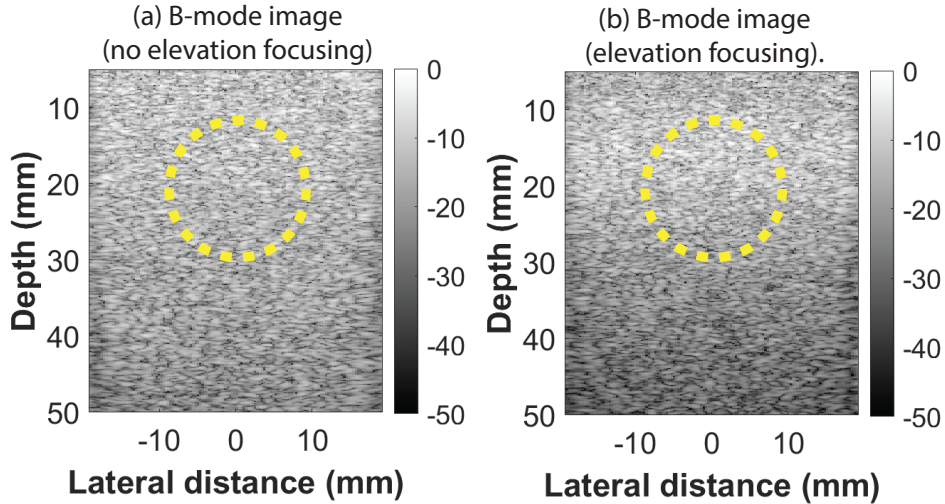 (a) B-mode image
(no elevation focusing)
0
-10
-20
-30
-40
-50
10
20
30
40
50
-10 0 10
Depth (mm)
Lateral distance (mm)
(b) B-mode image
(elevation focusing).
0
-10
-20
-30
-40
-50
10
20
30
40
50
-10 0 10
Depth (mm)
Lateral distance (mm)